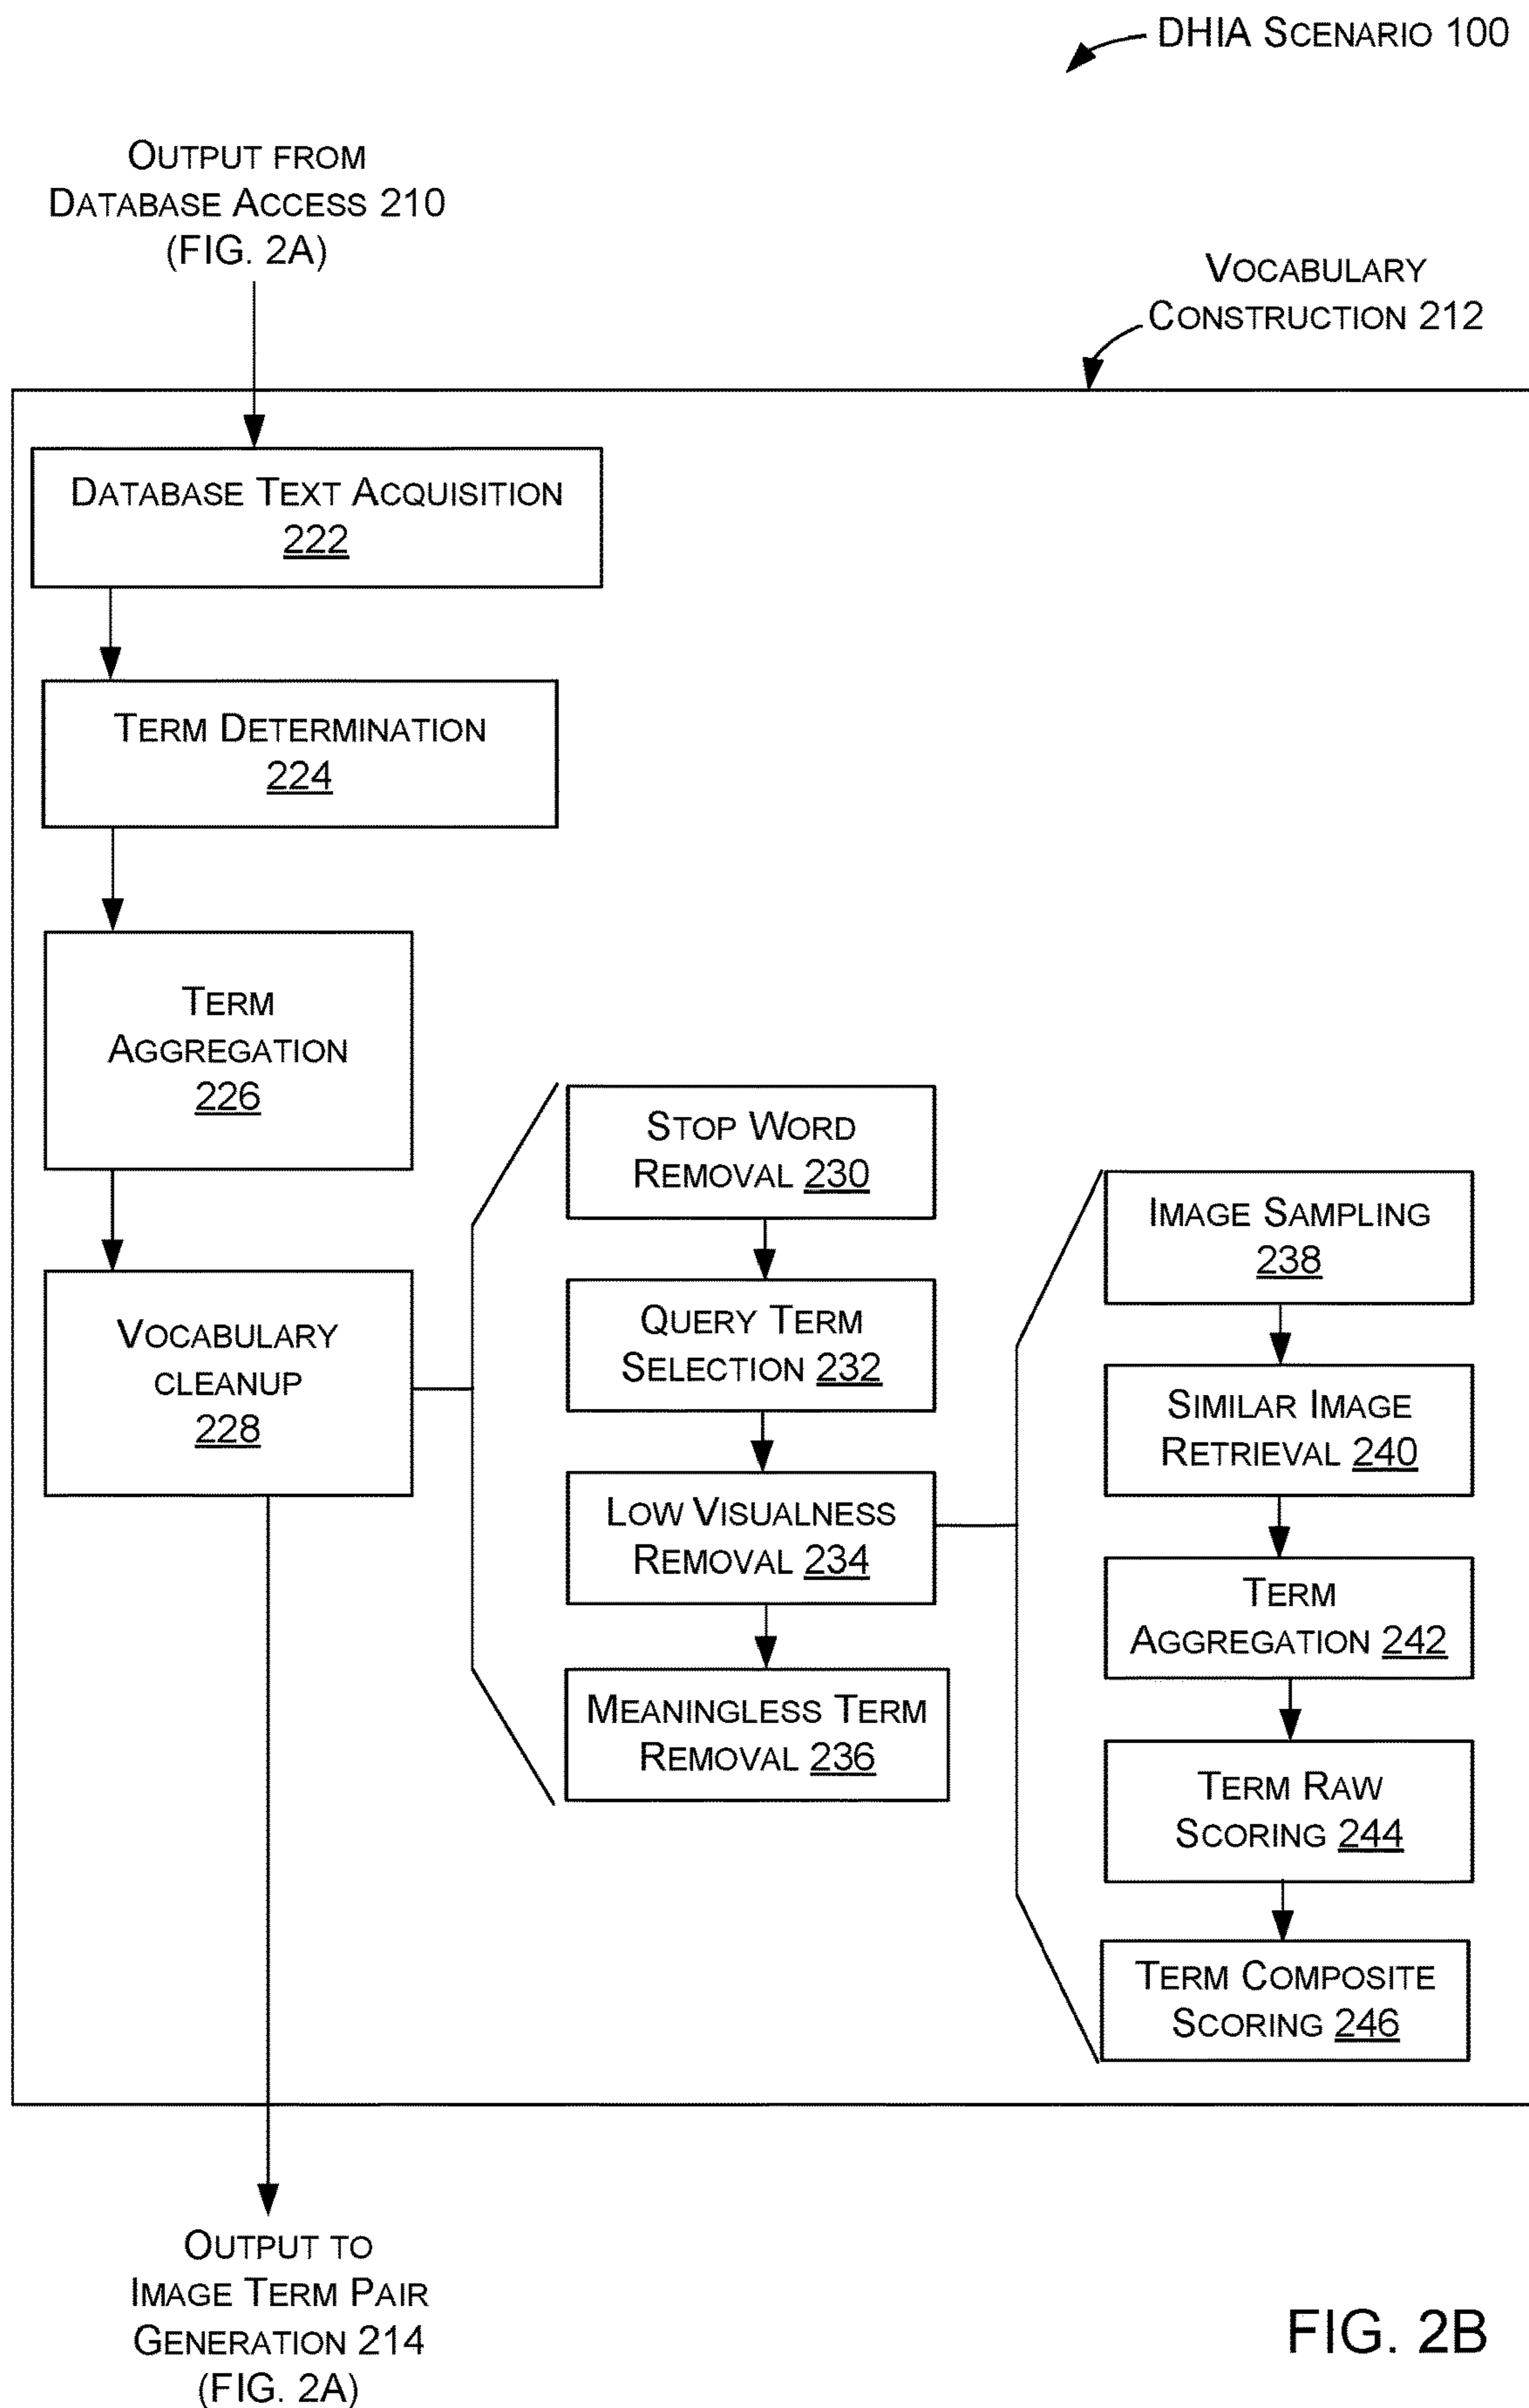 DHIA SCENARIO 100
OUTPUT FROM
DATABASE ACCESS 210
(FIG. 2A)
VOCABULARY
CONSTRUCTION 212
DATABASE TEXT ACQUISITION
222
TERM DETERMINATION
224
TERM
AGGREGATION
226
VOCABULARY
CLEANUP
228
STOP WORD
REMOVAL 230
QUERY TERM
SELECTION 232
LOW VISUALNESS
REMOVAL 234
MEANINGLESS TERM
REMOVAL 236
IMAGE SAMPLING
238
SIMILAR IMAGE
RETRIEVAL 240
TERM
AGGREGATION 242
TERM RAW
SCORING 244
TERM COMPOSITE
SCORING 246
OUTPUT TO
IMAGE TERM PAIR
GENERATION 214
(FIG. 2A)
FIG. 2B